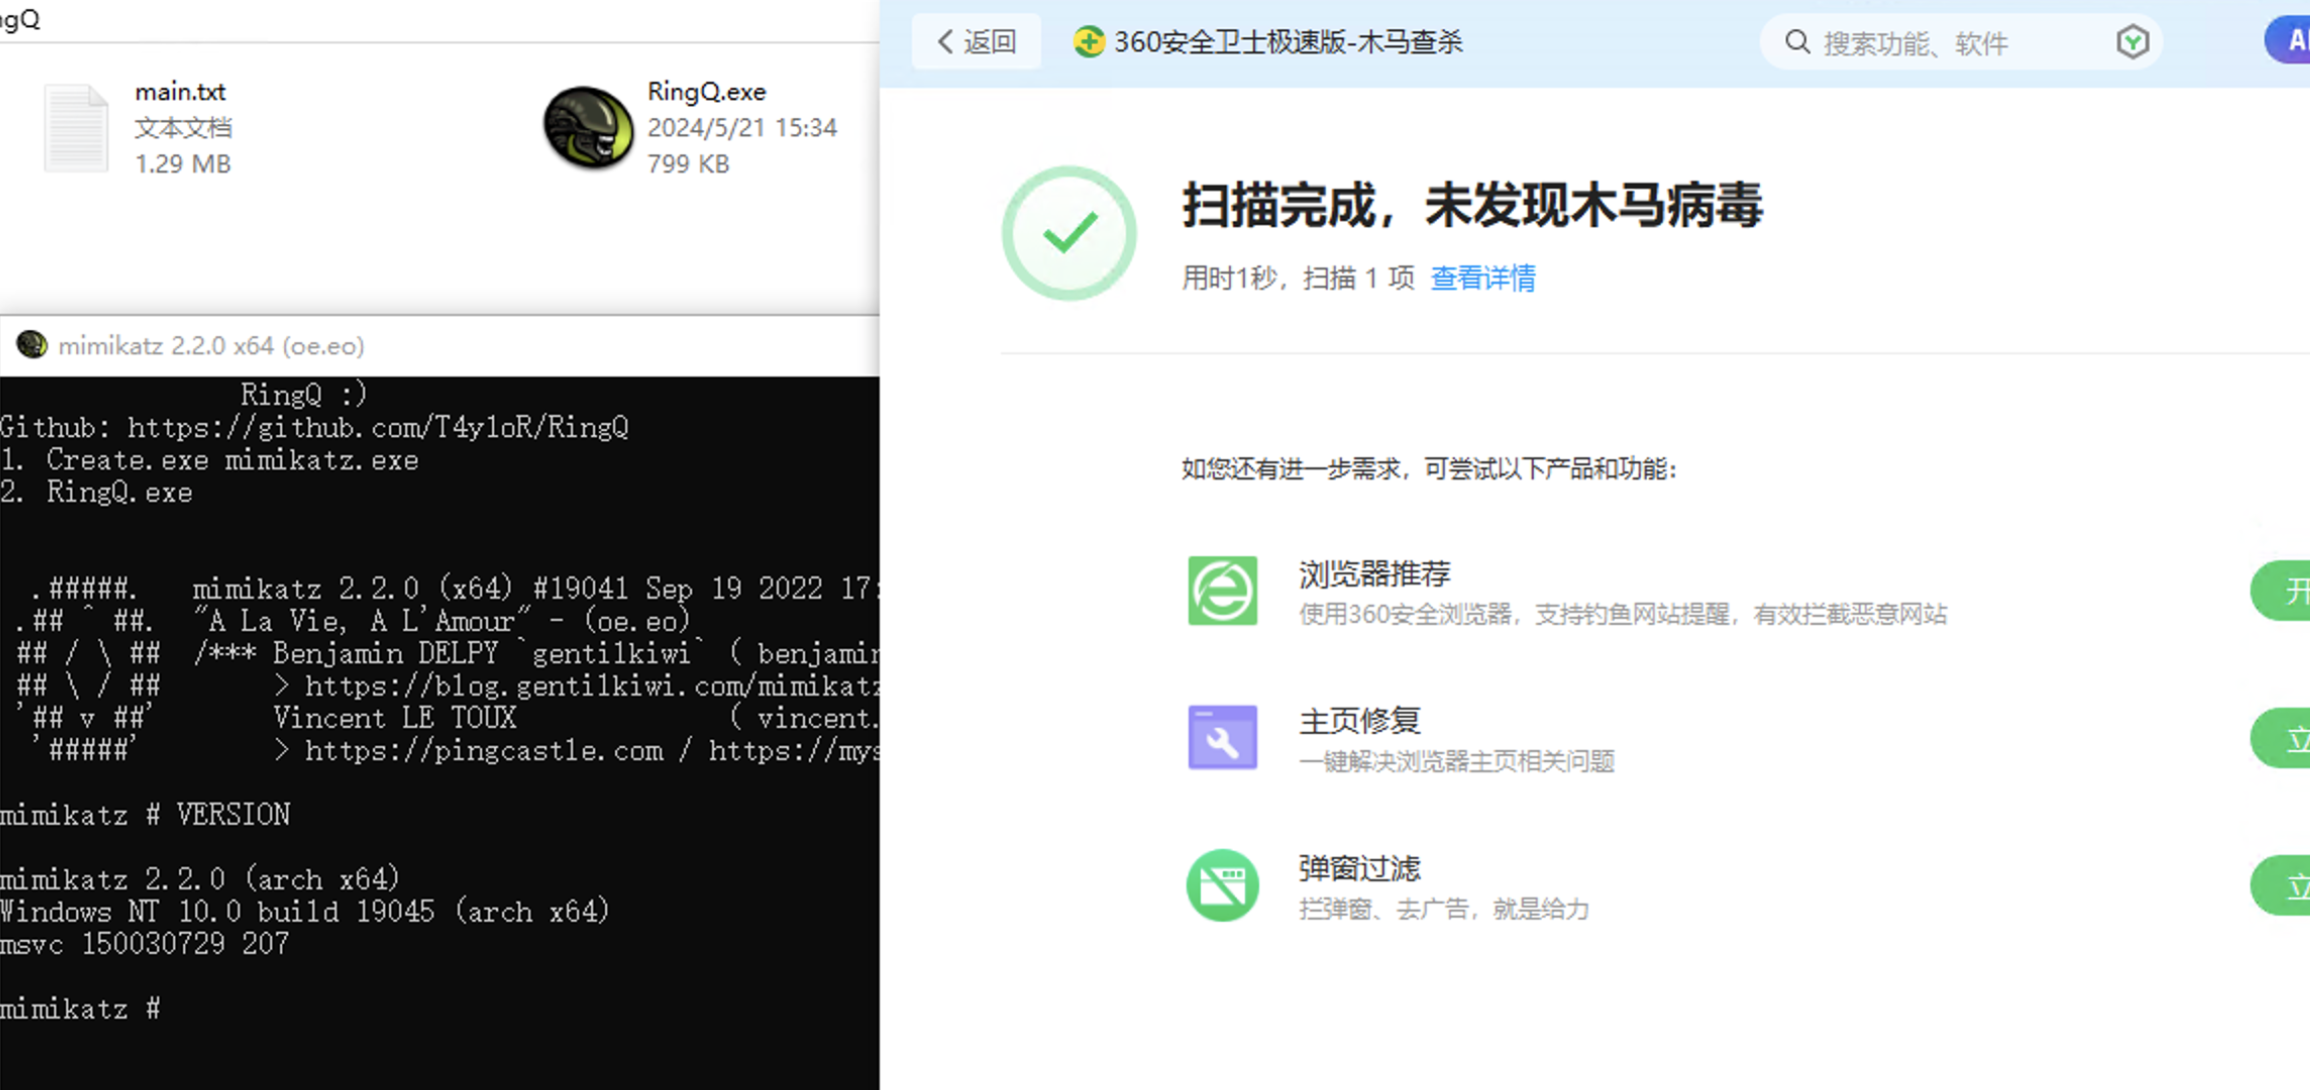 ngQ
main.txt
文本文档
1.29 MB
RingQ.exe
2024/5/21 15:34
799 KB
mimikatz 2.2.0 x64 (oe.eo)
RingQ :)
Github: https://github.com/T4y1oR/RingQ
1. Create.exe mimikatz.exe
2. RingQ.exe
.#####. mimikatz 2.2.0 (x64) #19041 Sep 19 2022 17:
.## ^ ##. "A La Vie, A L'Amour" - (oe.eo)
## / \ ## /*** Benjamin DELPY `gentilkiwi` ( benjamin
## \ / ## > https://blog.gentilkiwi.com/mimikatz
'## v ##' Vincent LE TOUX ( vincent.
'#####' > https://pingcastle.com / https://mys
mimikatz # VERSION
mimikatz 2.2.0 (arch x64)
Windows NT 10.0 build 19045 (arch x64)
msvc 150030729 207
mimikatz #
返回
360安全卫士极速版-木马查杀
搜索功能、软件
扫描完成，未发现木马病毒
用时1秒，扫描 1 项 查看详情
如您还有进一步需求，可尝试以下产品和功能：
浏览器推荐
使用360安全浏览器，支持钓鱼网站提醒，有效拦截恶意网站
开
主页修复
一键解决浏览器主页相关问题
立
弹窗过滤
拦弹窗、去广告，就是给力
立